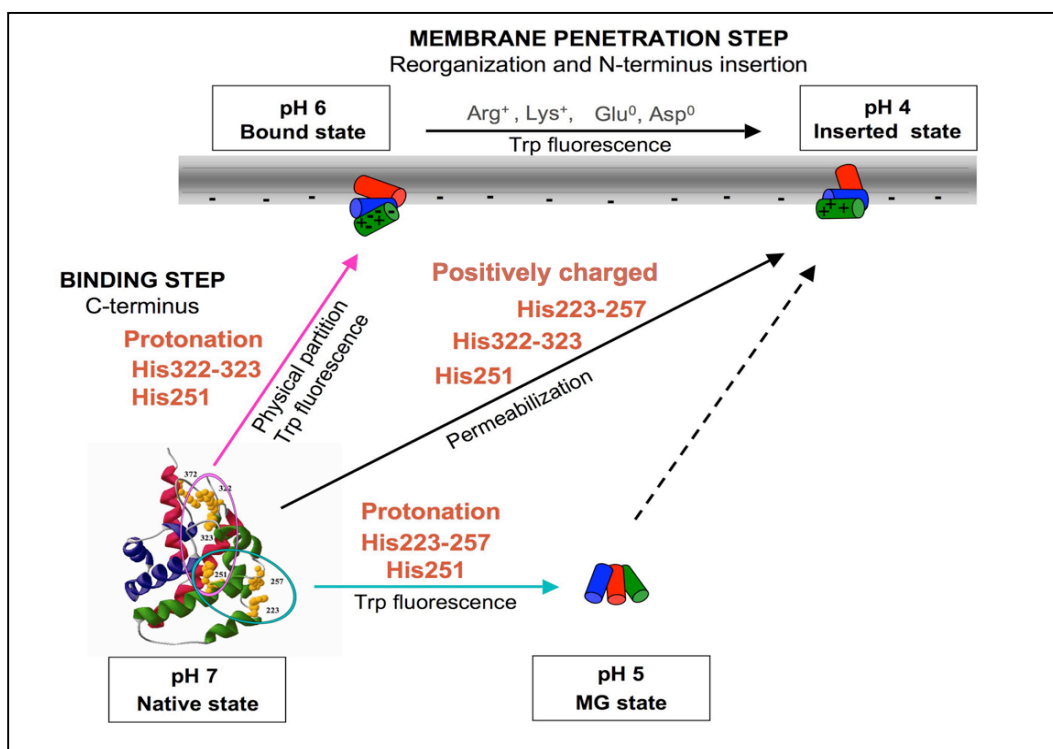 MEMBRANE PENETRATION STEP
Reorganization and N-terminus insertion
pH 6
Bound state
Arg⁺ , Lys⁺, Glu⁰, Asp⁰
Trp fluorescence
pH 4
Inserted state
- - - - - - - - - - - -
BINDING STEP
C-terminus
Protonation
His322-323
His251
Physical partition
Trp fluorescence
Positively charged
His223-257
His322-323
His251
Permeabilization
372
322
323
251
257
223
Protonation
His223-257
His251
Trp fluorescence
pH 7
Native state
pH 5
MG state